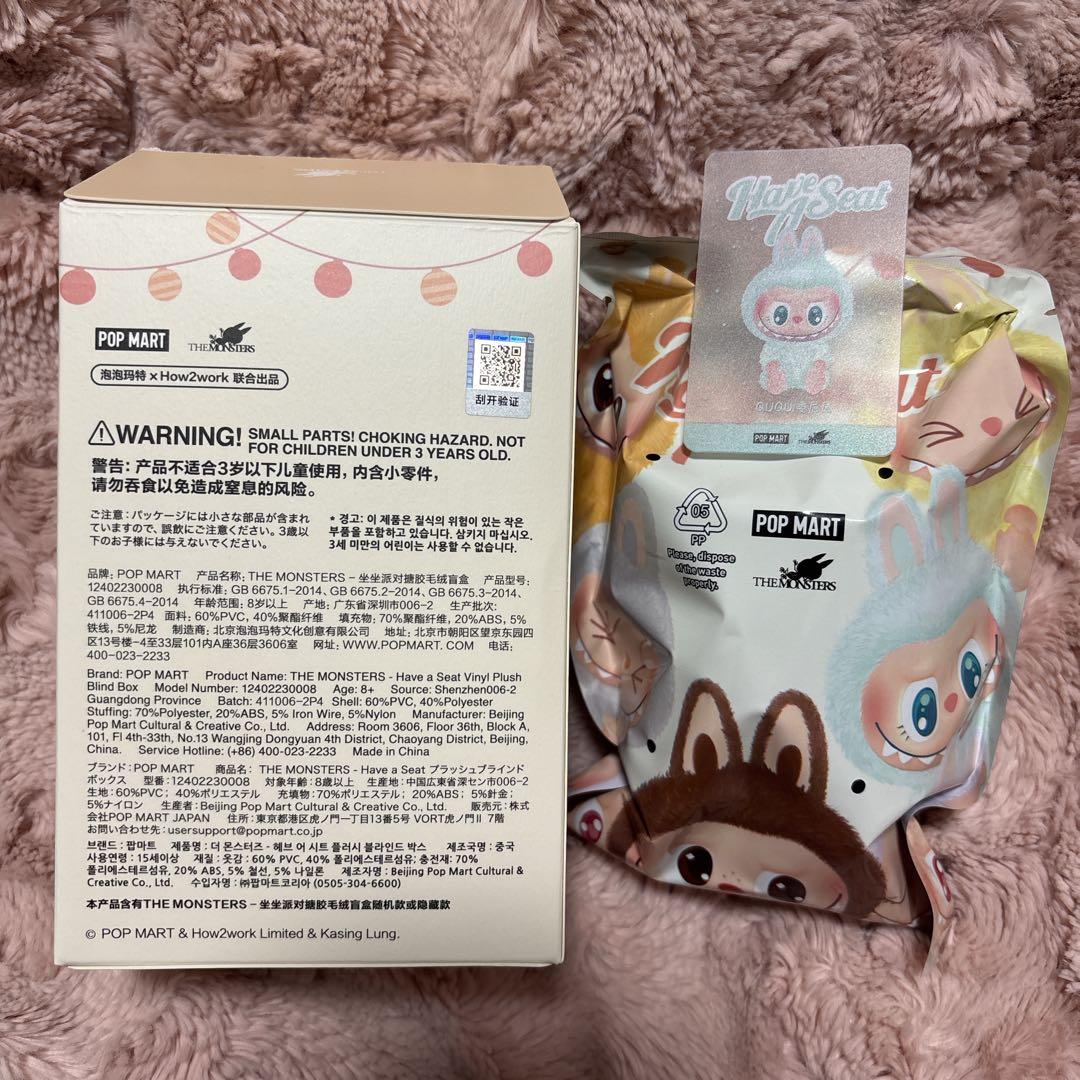 POP MART
THE MONSTERS
泡泡玛特 × How2work 联合出品
刮开验证
WARNING! SMALL PARTS! CHOKING HAZARD. NOT
FOR CHILDREN UNDER 3 YEARS OLD.
警告: 产品不适合3岁以下儿童使用，内含小零件，
请勿吞食以免造成窒息的风险。
ご注意：パッケージには小さな部品が含まれ
ていますので、誤飲にご注意ください。3歳以
下のお子様には与えないでください。
* 경고: 이 제품은 질식의 위험이 있는 작은
부품을 포함하고 있습니다. 삼키지 마십시오.
3세 미만의 어린이는 사용할 수 없습니다.
品牌: POP MART 产品名称: THE MONSTERS – 坐坐派对搪胶毛绒盲盒 产品型号:
12402230008 执行标准: GB 6675.1–2014、GB 6675.2–2014、GB 6675.3–2014、
GB 6675.4–2014 年龄范围: 8岁以上 产地: 广东省深圳市006–2 生产批次:
411006-2P4 面料: 60%PVC, 40%聚酯纤维 填充物: 70%聚酯纤维, 20%ABS, 5%
铁线, 5%尼龙 制造商: 北京泡泡玛特文化创意有限公司 地址: 北京市朝阳区望京东园四
区13号楼–4至33层101内A座36层3606室 网址: WWW.POPMART.COM 电话:
400-023-2233
Brand: POP MART Product Name: THE MONSTERS - Have a Seat Vinyl Plush
Blind Box Model Number: 12402230008 Age: 8+ Source: Shenzhen006-2
Guangdong Province Batch: 411006-2P4 Shell: 60%PVC, 40%Polyester
Stuffing: 70%Polyester, 20%ABS, 5% Iron Wire, 5%Nylon Manufacturer: Beijing
Pop Mart Cultural & Creative Co., Ltd. Address: Room 3606, Floor 36th, Block A,
101, Fl 4th-33th, No.13 Wangjing Dongyuan 4th District, Chaoyang District, Beijing,
China. Service Hotline: (+86) 400-023-2233 Made in China
ブランド：POP MART 商品名： THE MONSTERS - Have a Seat プラッシュブラインド
ボックス 型番：12402230008 対象年齢：8歳以上 生産地：中国広東省深セン市006−2
生地：60%PVC； 40%ポリエステル 充填物：70%ポリエステル； 20%ABS； 5%針金；
5%ナイロン 生産者：Beijing Pop Mart Cultural & Creative Co., Ltd. 販売元：株式
会社POP MART JAPAN 住所：東京都港区虎ノ門一丁目13番5号 VORT虎ノ門II 7階
お問い合わせ先：usersupport@popmart.co.jp
브랜드 : 팝마트 제품명 : 더 몬스터즈 - 헤브 어 시트 플러시 블라인드 박스 제조국명 : 중국
사용연령 : 15세이상 재질 : 겉감 : 60% PVC, 40% 폴리에스테르섬유; 충전재: 70%
폴리에스테르섬유, 20% ABS, 5% 철선, 5% 나일론 제조자명 : Beijing Pop Mart Cultural &
Creative Co., Ltd. 수입자명 : ㈜팝마트코리아 (0505-304-6600)
本产品含有THE MONSTERS – 坐坐派对搪胶毛绒盲盒随机款或隐藏款
© POP MART & How2work Limited & Kasing Lung.
Have A Seat
POP MART
THE MONSTERS
05
PP
Please, dispose
of the waste
properly.
POP MART
THE MONSTERS